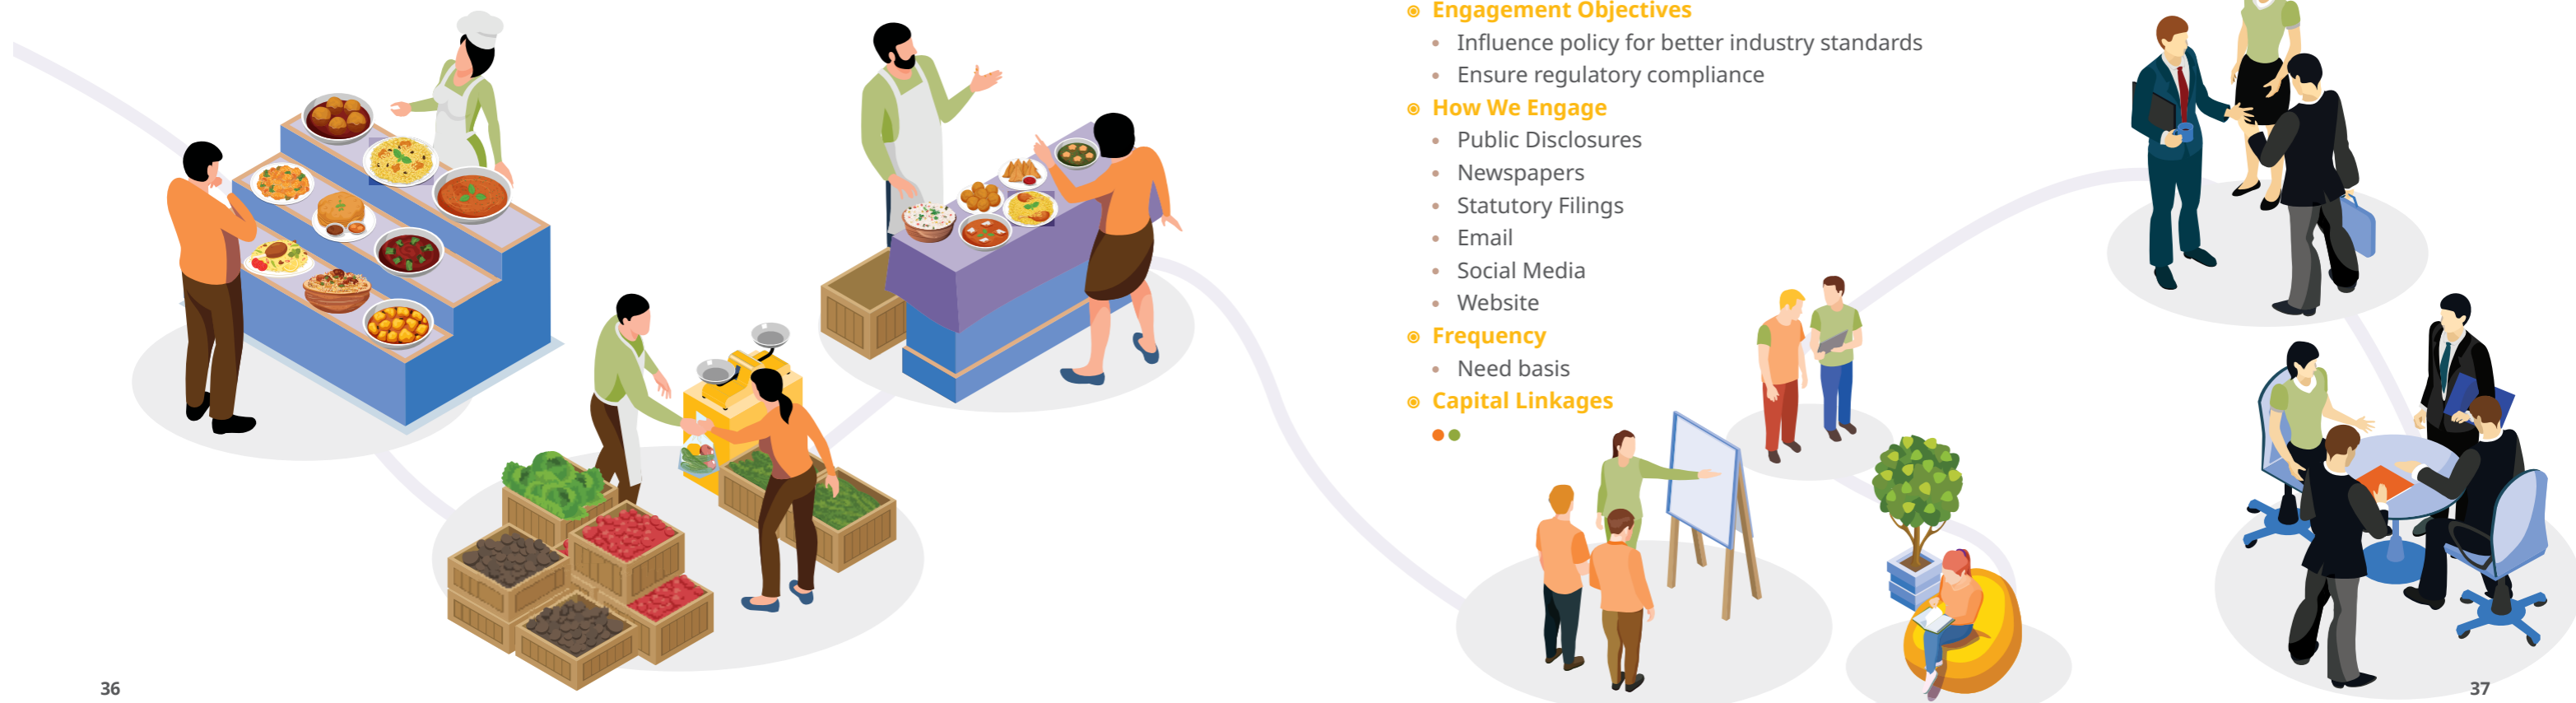 Engagement Objectives
Influence policy for better industry standards
Ensure regulatory compliance
How We Engage
Public Disclosures
Newspapers
Statutory Filings
Email
Social Media
Website
Frequency
Need basis
Capital Linkages
36
37